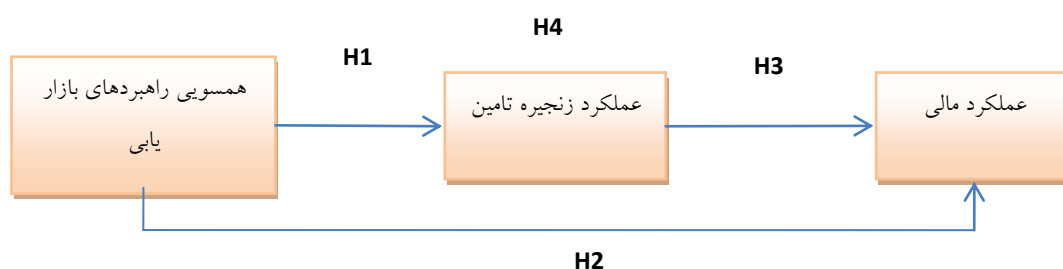 H4
H1
H3
همسویی راهبردهای بازار
یابی
عملکرد زنجیره تامین
عملکرد مالی
H2